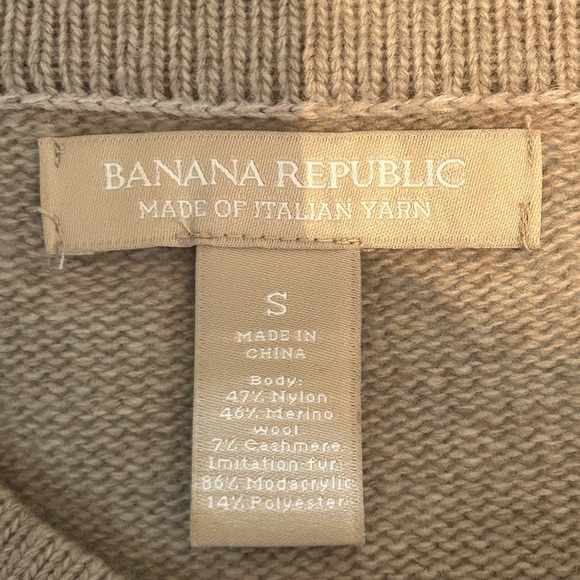 BANANA REPUBLIC
MADE OF ITALIAN YARN
S
MADE IN
CHINA
Body:
47% Nylon
46% Merino
wool
7% Cashmere
Imitation fur:
86% Modacrylic
14% Polyester